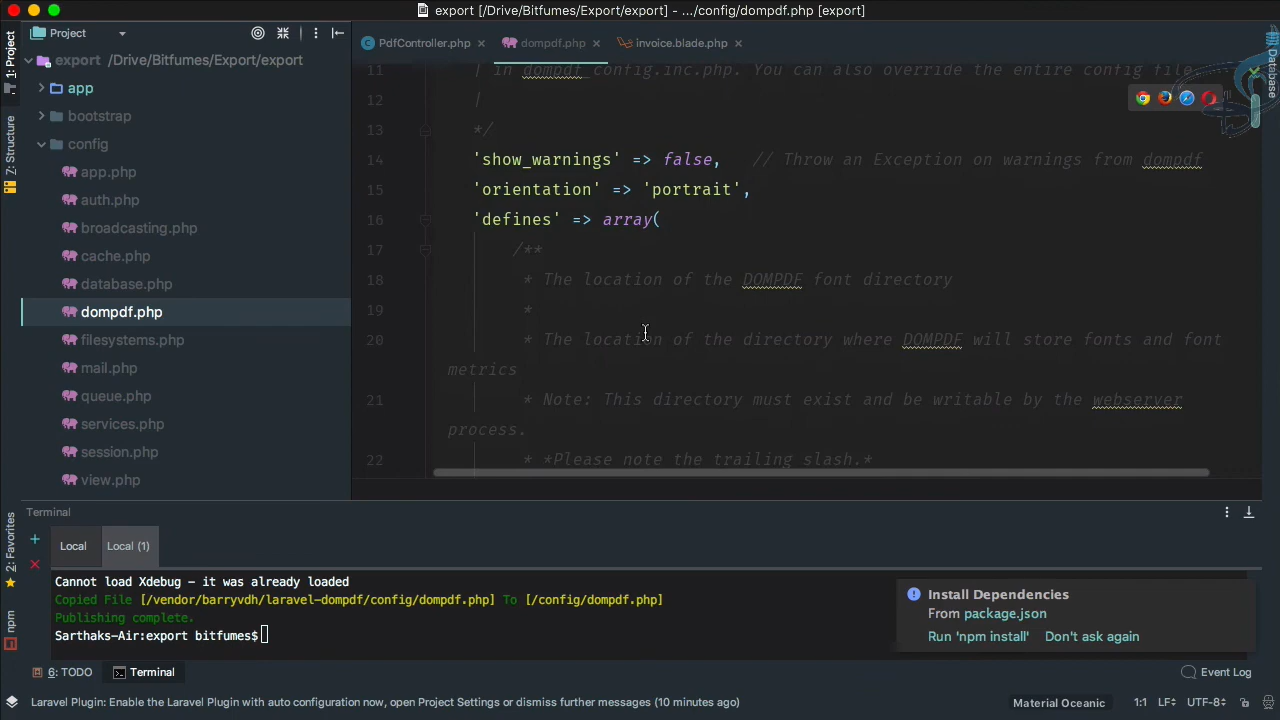 export [/Drive/Bitfumes/Export/export] - .../config/dompdf.php [export]
1: Project
Z: Structure
2: Favorites
npm
Project
export /Drive/Bitfumes/Export/export
app
bootstrap
config
app.php
auth.php
broadcasting.php
cache.php
database.php
dompdf.php
filesystems.php
mail.php
queue.php
services.php
session.php
view.php
PdfController.php
dompdf.php
invoice.blade.php
Database
11 | in dompdf_config.inc.php. You can also override the entire config file.
12 |
13 */
14 'show_warnings' => false, // Throw an Exception on warnings from dompdf
15 'orientation' => 'portrait',
16 'defines' => array(
17 /**
18 * The location of the DOMPDF font directory
19 *
20 * The location of the directory where DOMPDF will store fonts and font
metrics
21 * Note: This directory must exist and be writable by the webserver
process.
22 * *Please note the trailing slash.*
Terminal
Local
Local (1)
Cannot load Xdebug - it was already loaded
Copied File [/vendor/barryvdh/laravel-dompdf/config/dompdf.php] To [/config/dompdf.php]
Publishing complete.
Sarthaks-Air:export bitfumes$
Install Dependencies
From package.json
Run 'npm install' Don't ask again
6: TODO
Terminal
Event Log
Laravel Plugin: Enable the Laravel Plugin with auto configuration now, open Project Settings or dismiss further messages (10 minutes ago)
Material Oceanic
1:1
LF
UTF-8